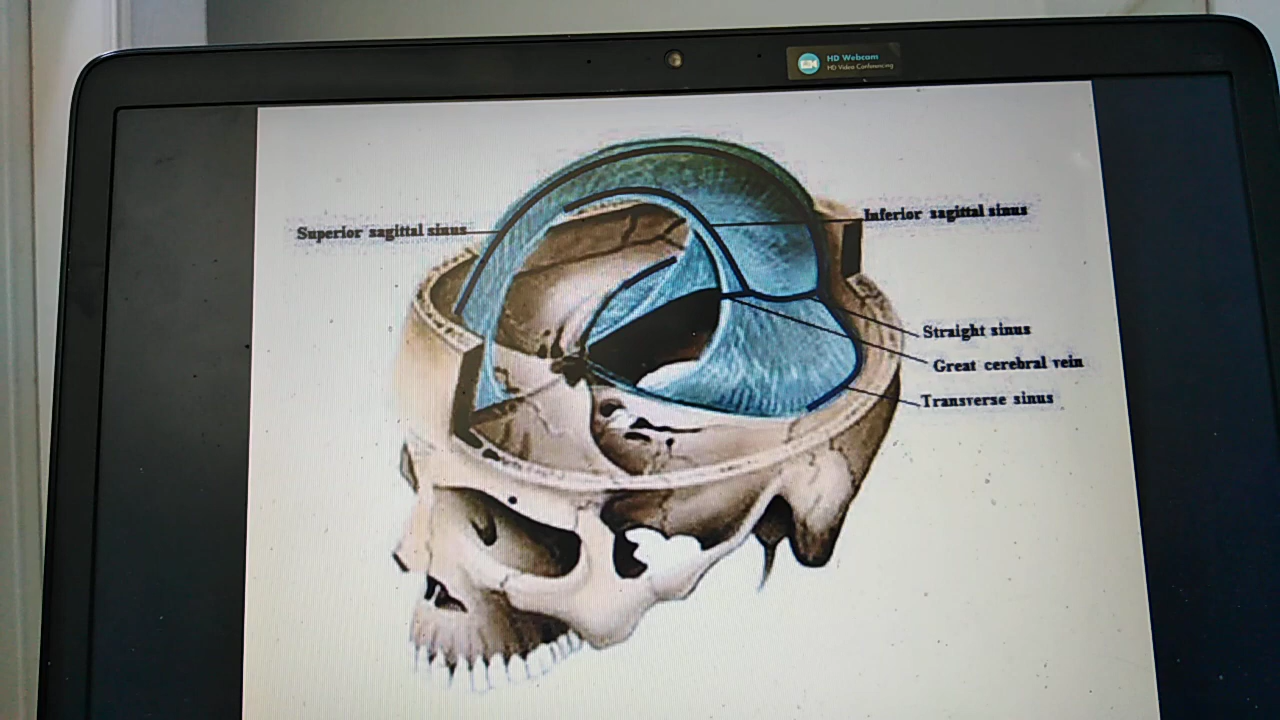 HD Webcam
HD Video Conferencing
Superior sagittal sinus
Inferior sagittal sinus
Straight sinus
Great cerebral vein
Transverse sinus